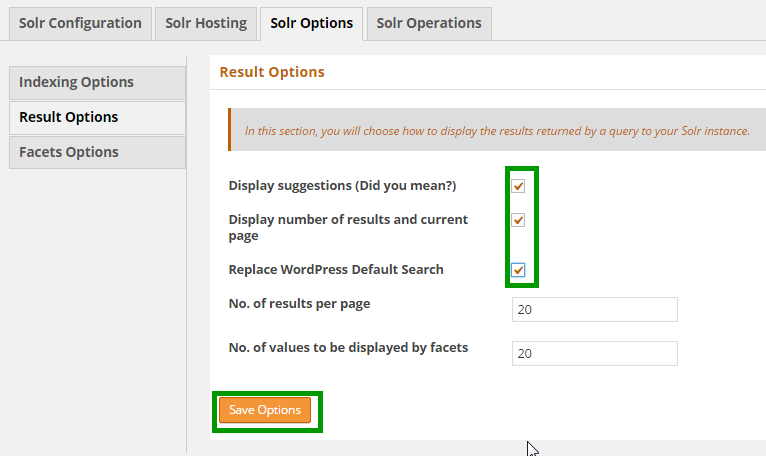 Solr Configuration
Solr Hosting
Solr Options
Solr Operations
Indexing Options
Result Options
Facets Options
Result Options
In this section, you will choose how to display the results returned by a query to your Solr instance.
Display suggestions (Did you mean?)
Display number of results and current
page
Replace WordPress Default Search
No. of results per page
20
No. of values to be displayed by facets
20
Save Options